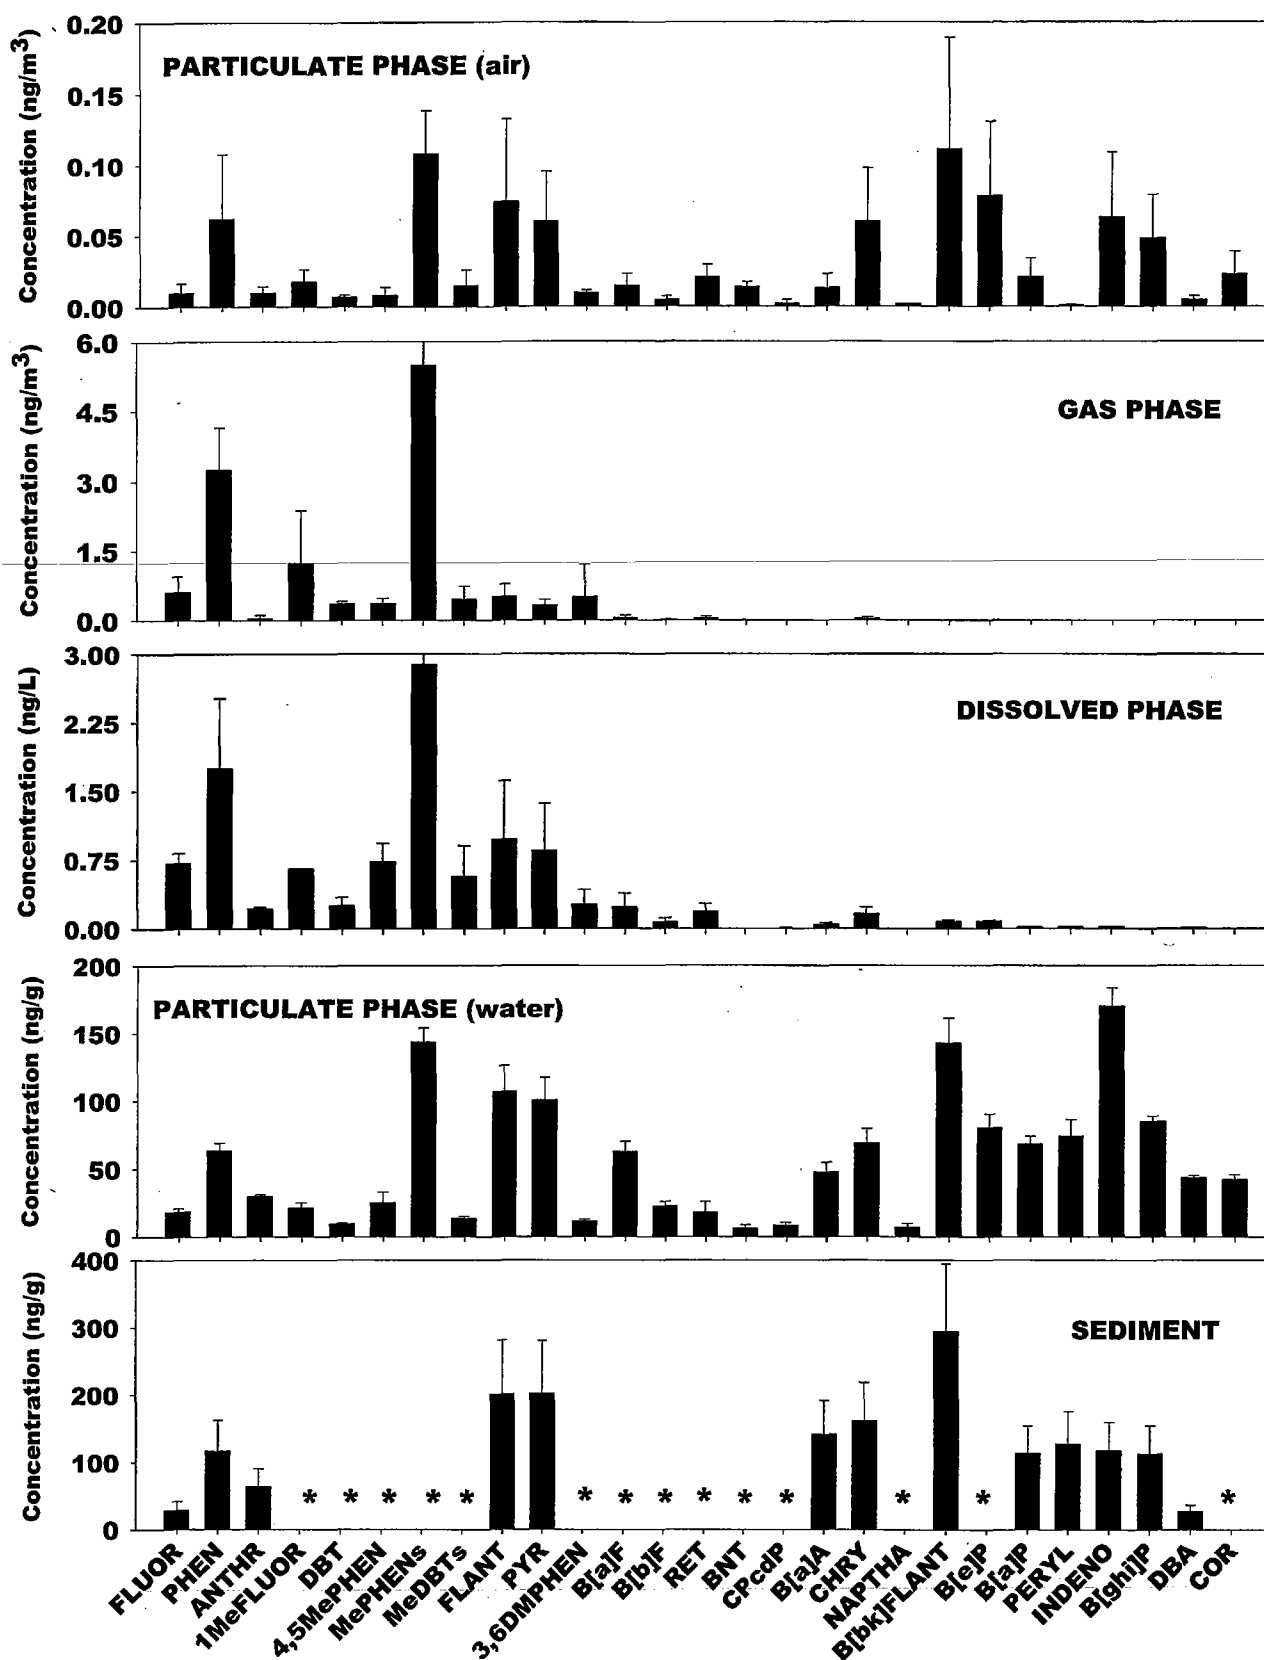 Concentration (ng/m3)
0.20
0.15
0.10
0.05
0.00
PARTICULATE PHASE (air)
Concentration (ng/m3)
6.0
4.5
3.0
1.5
0.0
GAS PHASE
Concentration (ng/L)
3.00
2.25
1.50
0.75
0.00
DISSOLVED PHASE
Concentration (ng/g)
200
150
100
50
0
PARTICULATE PHASE (water)
Concentration (ng/g)
400
300
200
100
0
SEDIMENT
* * * * * * * * * * * * * *
FLUOR
PHEN
ANTHR
1MeFLUOR
DBT
4,5MePHEN
MePHENs
MeDBTs
FLANT
PYR
3,6DMPHEN
B[a]F
B[b]F
RET
BNT
CPcdP
B[a]A
CHRY
NAPTHA
B[bk]FLANT
B[e]P
B[a]P
PERYL
INDENO
B[ghi]P
DBA
COR